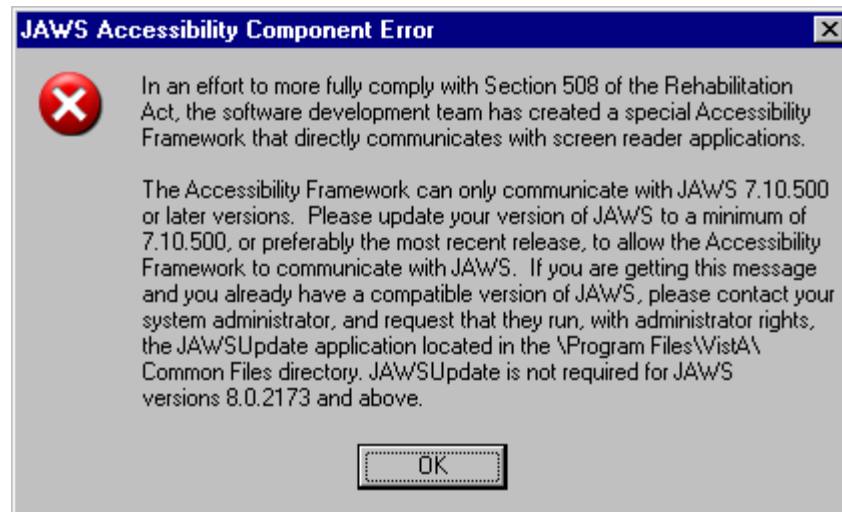 JAWS Accessibility Component Error
In an effort to more fully comply with Section 508 of the Rehabilitation
Act, the software development team has created a special Accessibility
Framework that directly communicates with screen reader applications.
The Accessibility Framework can only communicate with JAWS 7.10.500
or later versions.  Please update your version of JAWS to a minimum of
7.10.500, or preferably the most recent release, to allow the Accessibility
Framework to communicate with JAWS.  If you are getting this message
and you already have a compatible version of JAWS, please contact your
system administrator, and request that they run, with administrator rights,
the JAWSUpdate application located in the \Program Files\VistA\
Common Files directory. JAWSUpdate is not required for JAWS
versions 8.0.2173 and above.
OK